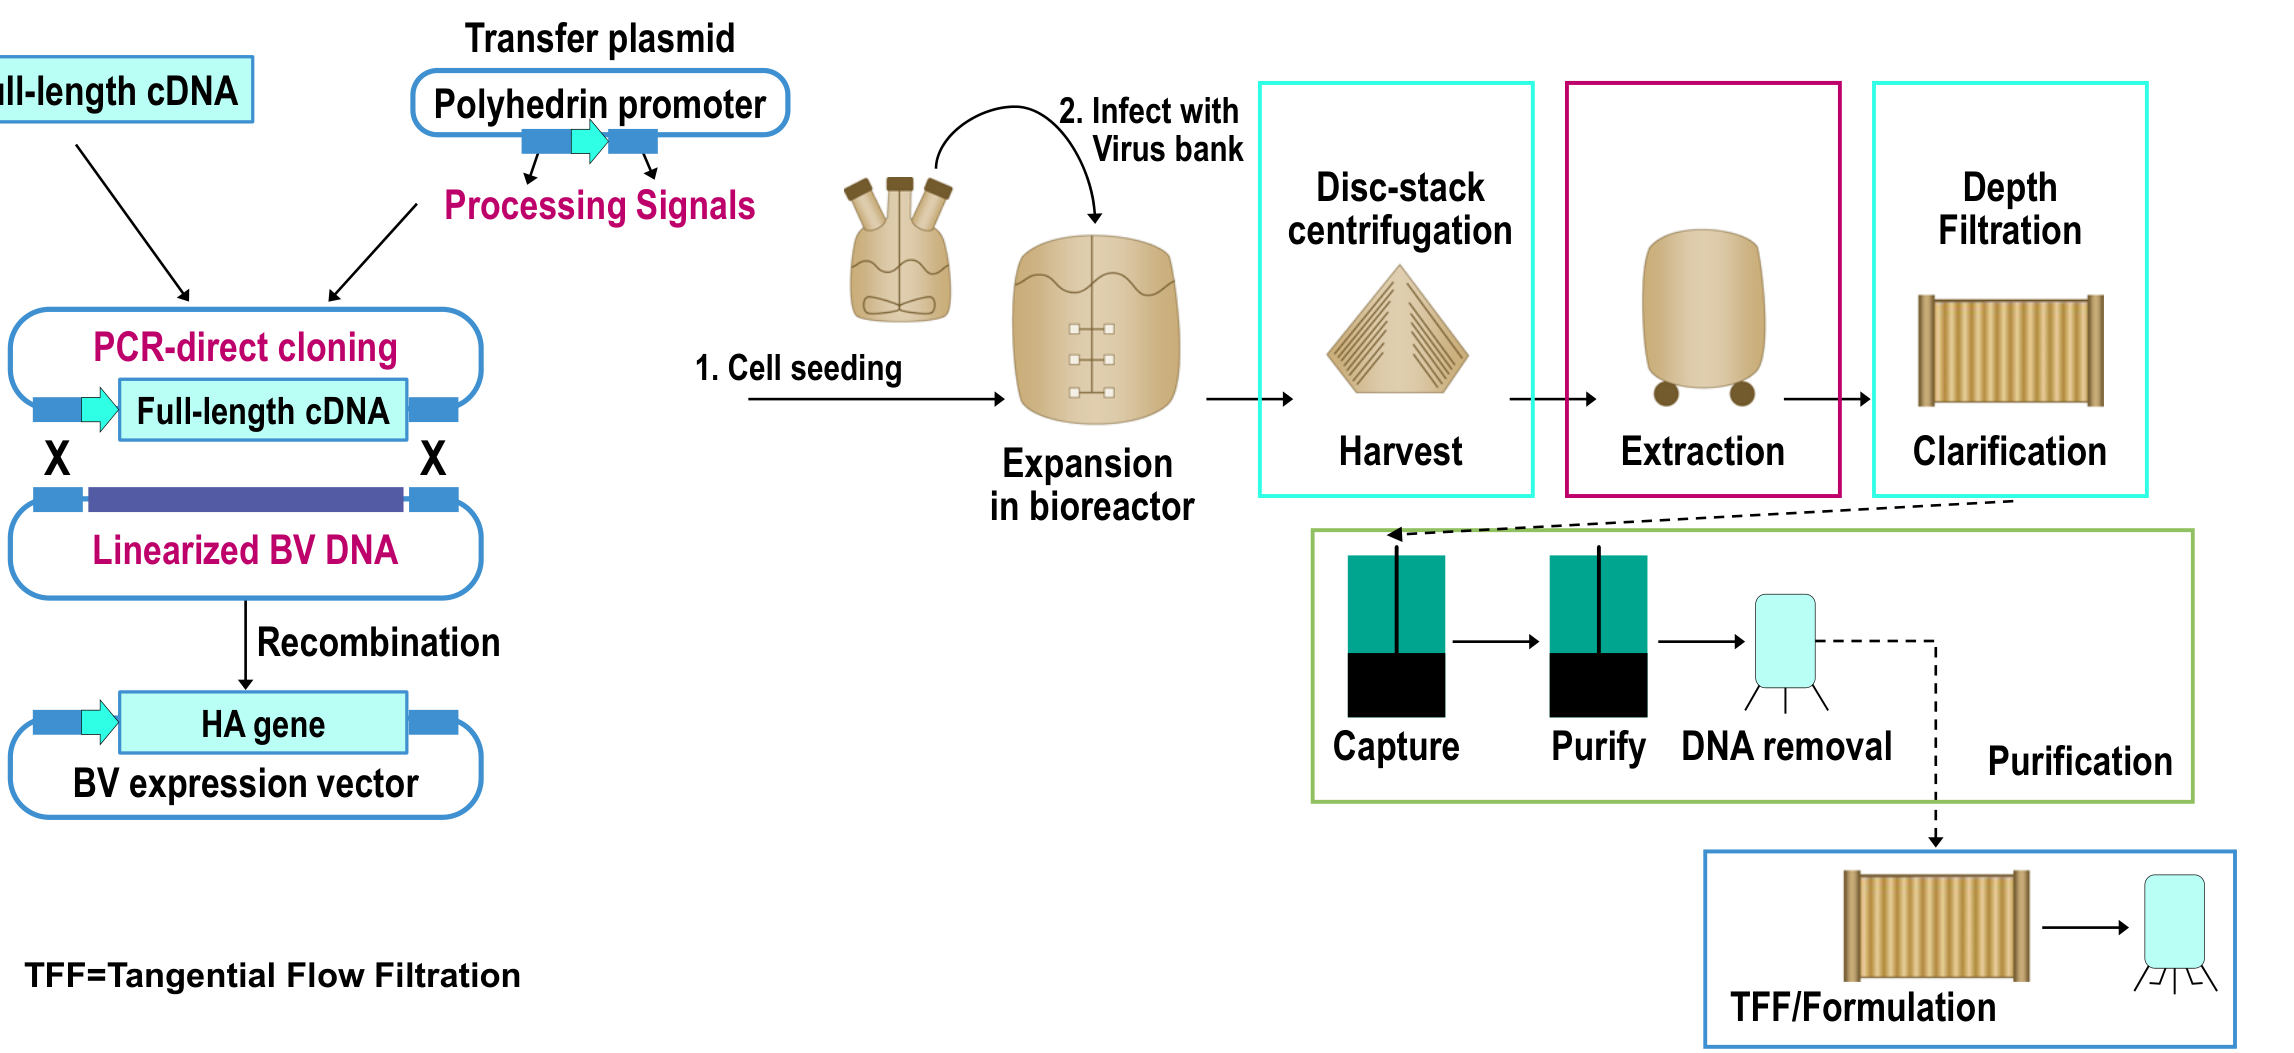 ll-length cDNA
Transfer plasmid
Polyhedrin promoter
Processing Signals
PCR-direct cloning
Full-length cDNA
X X
Linearized BV DNA
Recombination
HA gene
BV expression vector
TFF=Tangential Flow Filtration
1. Cell seeding
2. Infect with
Virus bank
Expansion
in bioreactor
Disc-stack
centrifugation
Harvest
Extraction
Depth
Filtration
Clarification
Capture
Purify
DNA removal
Purification
TFF/Formulation